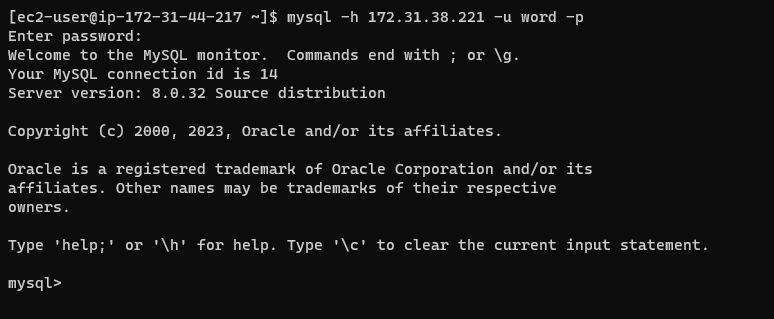 [ec2-user@ip-172-31-44-217 ~]$ mysql -h 172.31.38.221 -u word -p
Enter password:
Welcome to the MySQL monitor.  Commands end with ; or \g.
Your MySQL connection id is 14
Server version: 8.0.32 Source distribution
Copyright (c) 2000, 2023, Oracle and/or its affiliates.
Oracle is a registered trademark of Oracle Corporation and/or its
affiliates. Other names may be trademarks of their respective
owners.
Type 'help;' or '\h' for help. Type '\c' to clear the current input statement.
mysql>